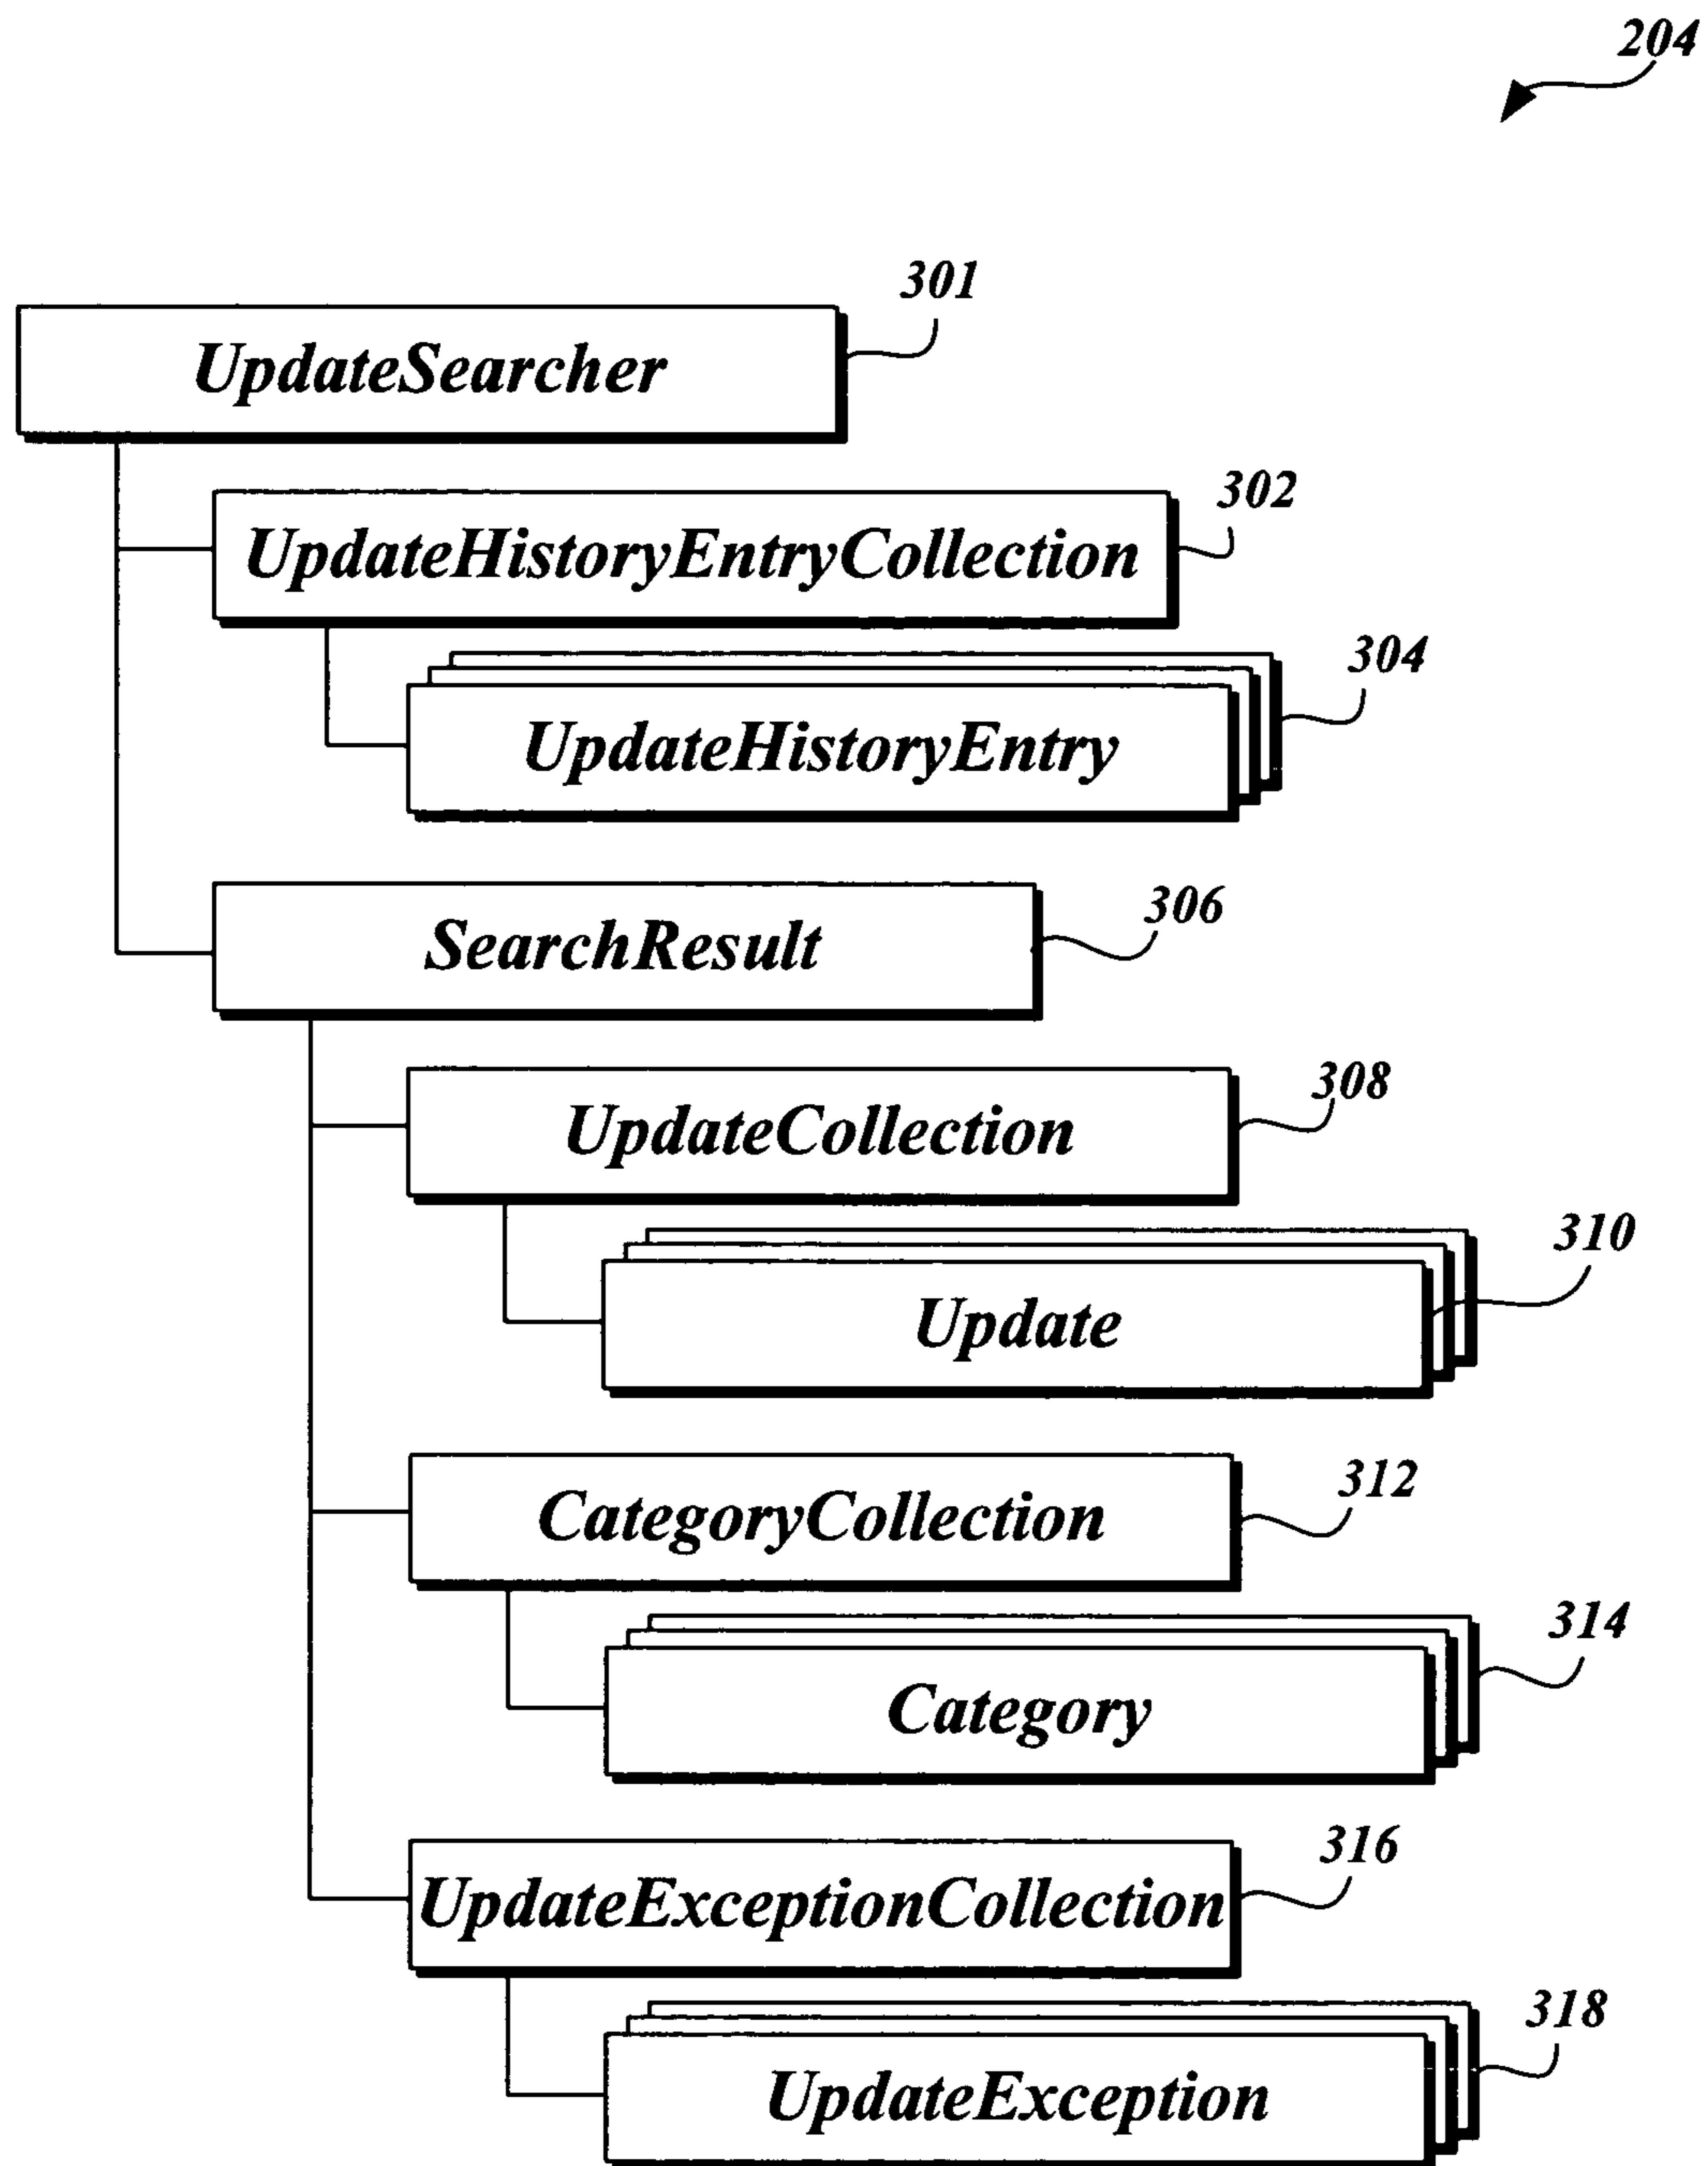 204
301
UpdateSearcher
302
UpdateHistoryEntryCollection
304
UpdateHistoryEntry
306
SearchResult
308
UpdateCollection
310
Update
312
CategoryCollection
314
Category
316
UpdateExceptionCollection
318
UpdateException